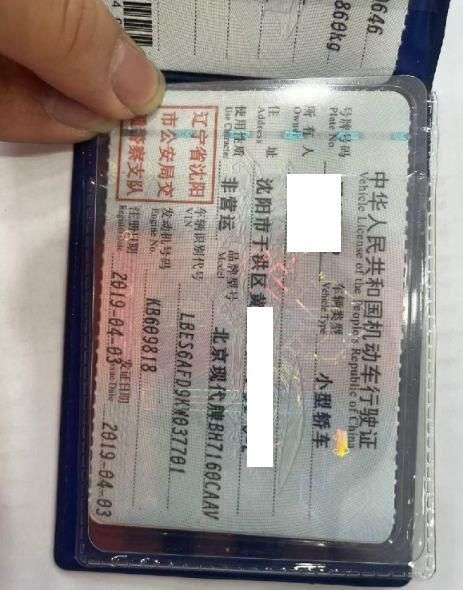 中华人民共和国机动车行驶证
Vehicle License of the People's Republic of China
号牌号码
Plate No.
车辆类型
Vehicle Type
小型轿车
所有人
Owner
住址
Address
沈阳市于洪区
使用性质
Use Character
非营运
品牌型号
Model
北京现代牌BH7160CAAV
辽宁省沈阳
市公安局交
警察支队
车辆识别代号
VIN
LBES6AFD9KW037701
发动机号码
Engine No.
KB609818
注册日期
Register Date
2019-04-03
发证日期
Issue Date
2019-04-03
860kg